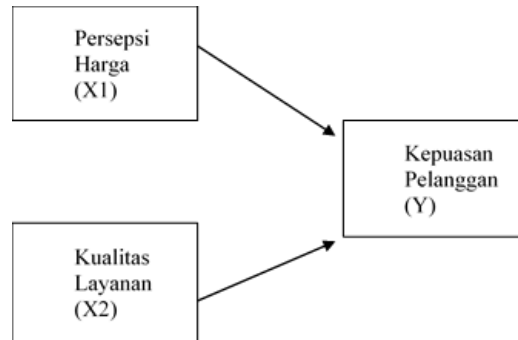 Persepsi
Harga
(X1)
Kepuasan
Pelanggan
(Y)
Kualitas
Layanan
(X2)